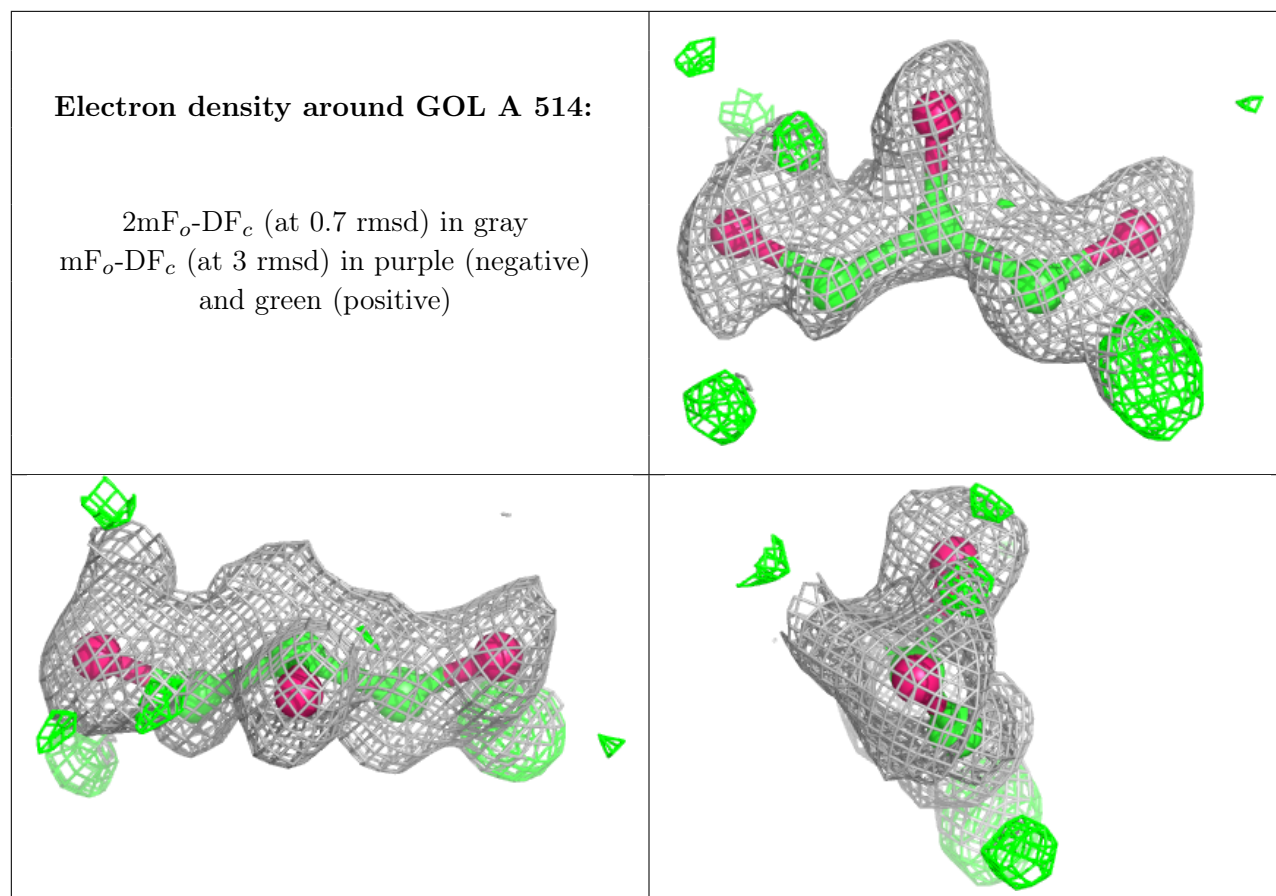 Electron density around GOL A 514:
2mFₒ-DF𝒸 (at 0.7 rmsd) in gray
mFₒ-DF𝒸 (at 3 rmsd) in purple (negative)
and green (positive)